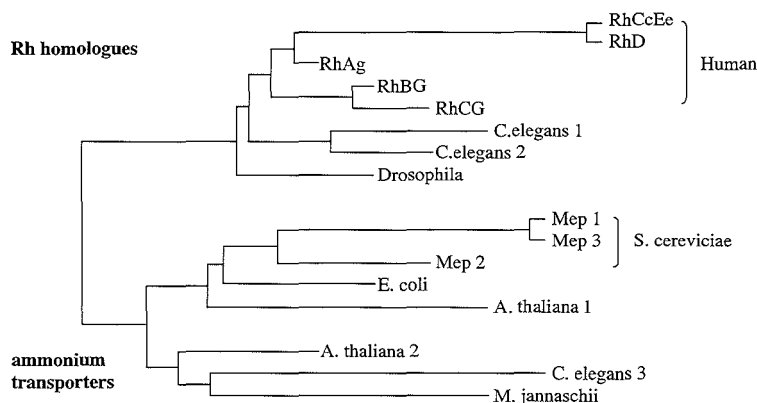 RhCcEe
Rh homologues
RhD
Human
RhAg
RhBG
RhCG
C.elegans 1
C.elegans 2
Drosophila
Mep 1
Mep 3
S. cereviciae
Mep 2
E. coli
A. thaliana 1
A. thaliana 2
ammonium
transporters
C. elegans 3
M. jannaschii